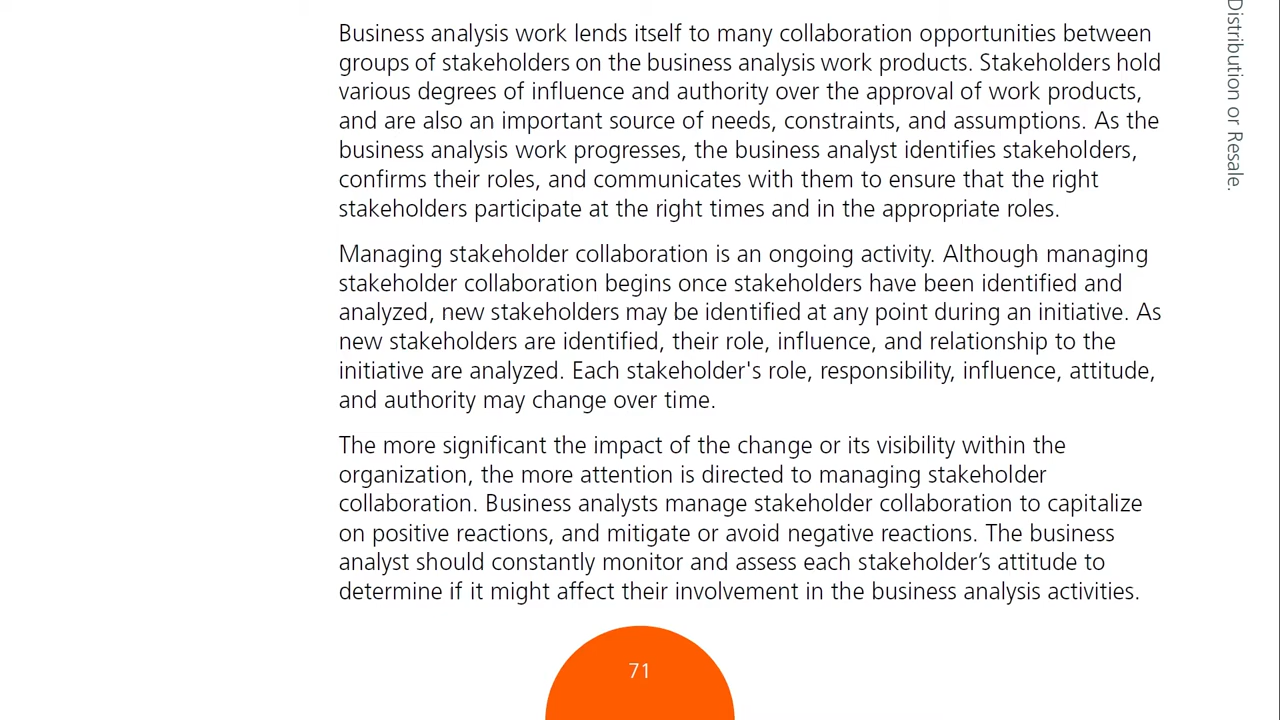 Business analysis work lends itself to many collaboration opportunities between
groups of stakeholders on the business analysis work products. Stakeholders hold
various degrees of influence and authority over the approval of work products,
and are also an important source of needs, constraints, and assumptions. As the
business analysis work progresses, the business analyst identifies stakeholders,
confirms their roles, and communicates with them to ensure that the right
stakeholders participate at the right times and in the appropriate roles.
Managing stakeholder collaboration is an ongoing activity. Although managing
stakeholder collaboration begins once stakeholders have been identified and
analyzed, new stakeholders may be identified at any point during an initiative. As
new stakeholders are identified, their role, influence, and relationship to the
initiative are analyzed. Each stakeholder's role, responsibility, influence, attitude,
and authority may change over time.
The more significant the impact of the change or its visibility within the
organization, the more attention is directed to managing stakeholder
collaboration. Business analysts manage stakeholder collaboration to capitalize
on positive reactions, and mitigate or avoid negative reactions. The business
analyst should constantly monitor and assess each stakeholder’s attitude to
determine if it might affect their involvement in the business analysis activities.
71
Distribution or Resale.